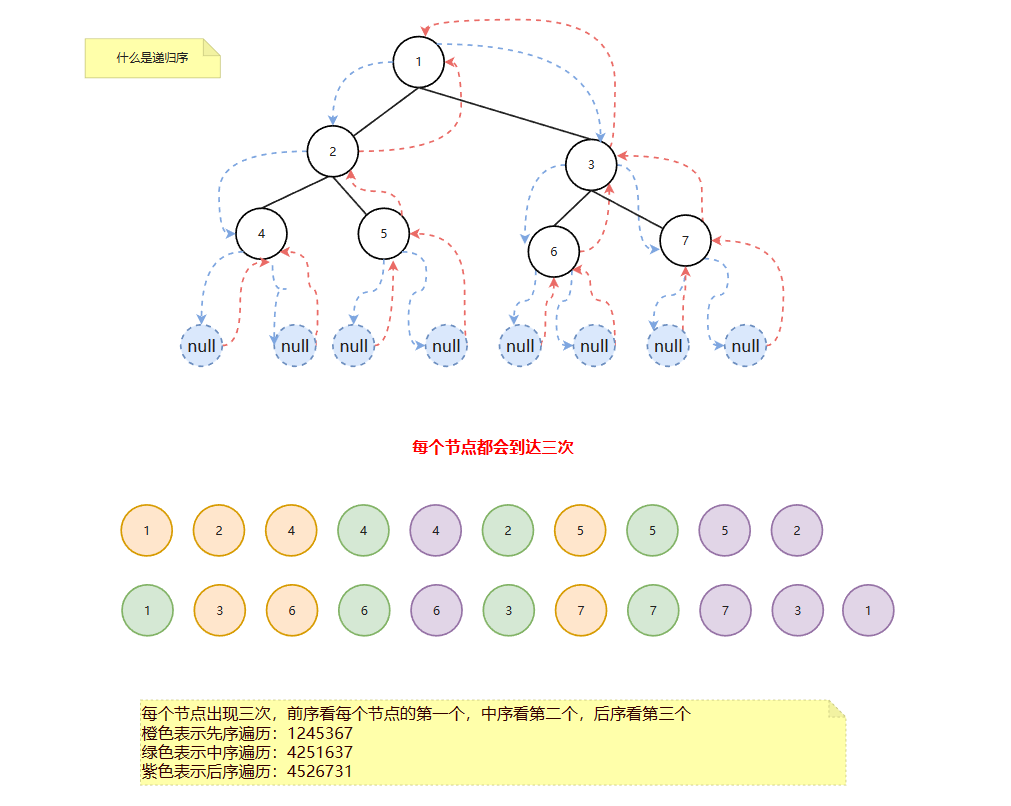 什么是递归序
1
2
3
4
5
6
7
null null null null null null null null
每个节点都会到达三次
1 2 4 4 4 2 5 5 5 2
1 3 6 6 6 3 7 7 7 3 1
每个节点出现三次，前序看每个节点的第一个，中序看第二个，后序看第三个
橙色表示先序遍历：1245367
绿色表示中序遍历：4251637
紫色表示后序遍历：4526731